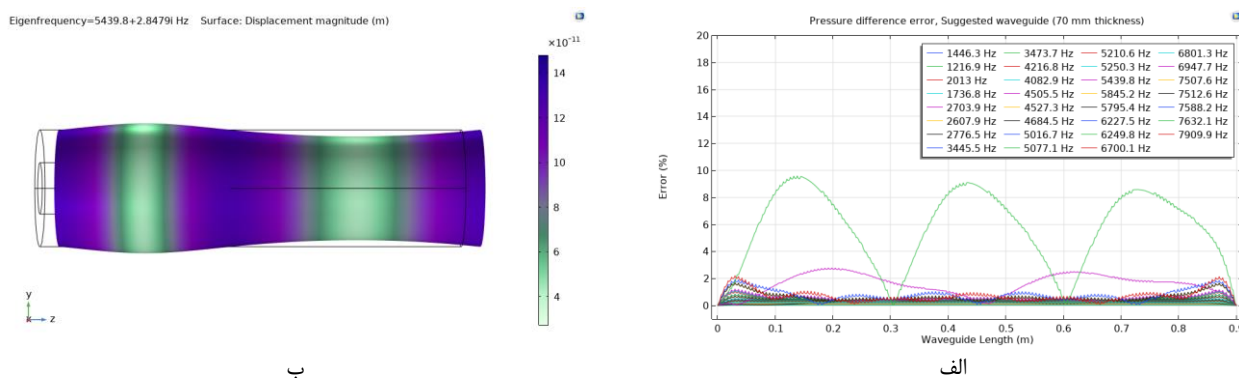 Eigenfrequency=5439.8+2.8479i Hz Surface: Displacement magnitude (m)
×10⁻¹¹
14
12
10
8
6
4
y
x z
ب
Pressure difference error, Suggested waveguide (70 mm thickness)
20
18
16
14
12
10
8
6
4
2
0
Error (%)
1446.3 Hz 3473.7 Hz 5210.6 Hz 6801.3 Hz
1216.9 Hz 4216.8 Hz 5250.3 Hz 6947.7 Hz
2013 Hz 4082.9 Hz 5439.8 Hz 7507.6 Hz
1736.8 Hz 4505.5 Hz 5845.2 Hz 7512.6 Hz
2703.9 Hz 4527.3 Hz 5795.4 Hz 7588.2 Hz
2607.9 Hz 4684.5 Hz 6227.5 Hz 7632.1 Hz
2776.5 Hz 5016.7 Hz 6249.8 Hz 7909.9 Hz
3445.5 Hz 5077.1 Hz 6700.1 Hz
0 0.1 0.2 0.3 0.4 0.5 0.6 0.7 0.8 0.9
Waveguide Length (m)
الف